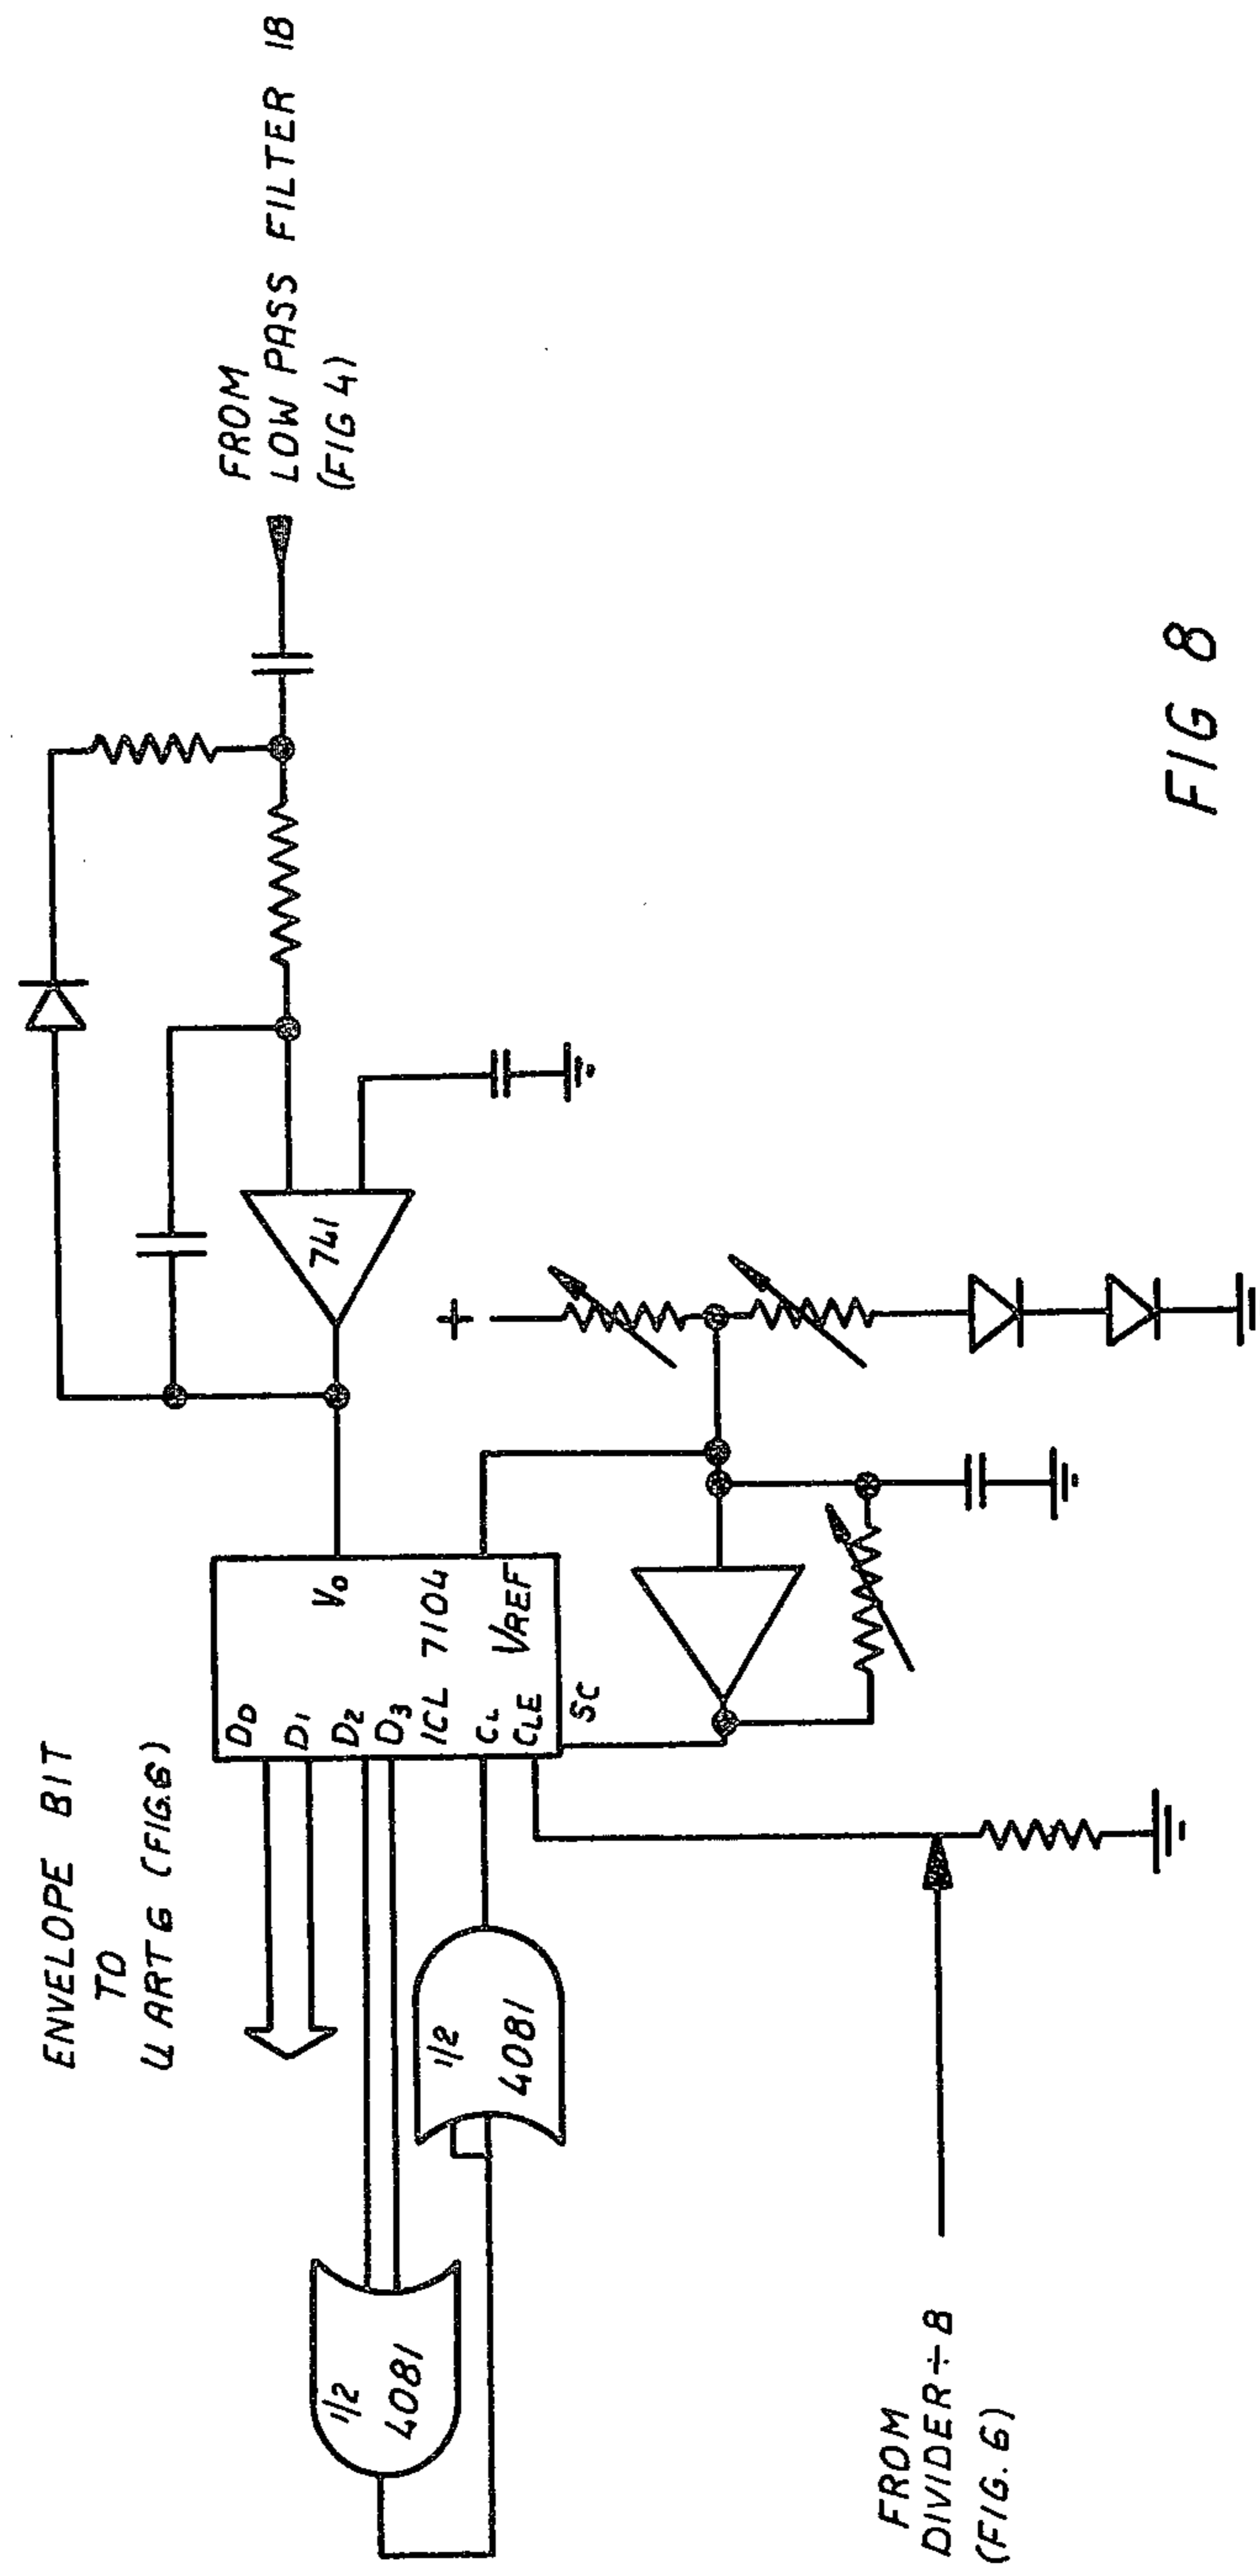 ENVELOPE BIT
TO
UART 6 (FIG.6)
FROM
LOW PASS FILTER 18
(FIG 4)
741
+
D0
D1
D2
D3
ICL 7104
CL
CLE
V0
VREF
SC
1/2
4081
1/2
4081
FROM
DIVIDER ÷ 8
(FIG. 6)
FIG 8